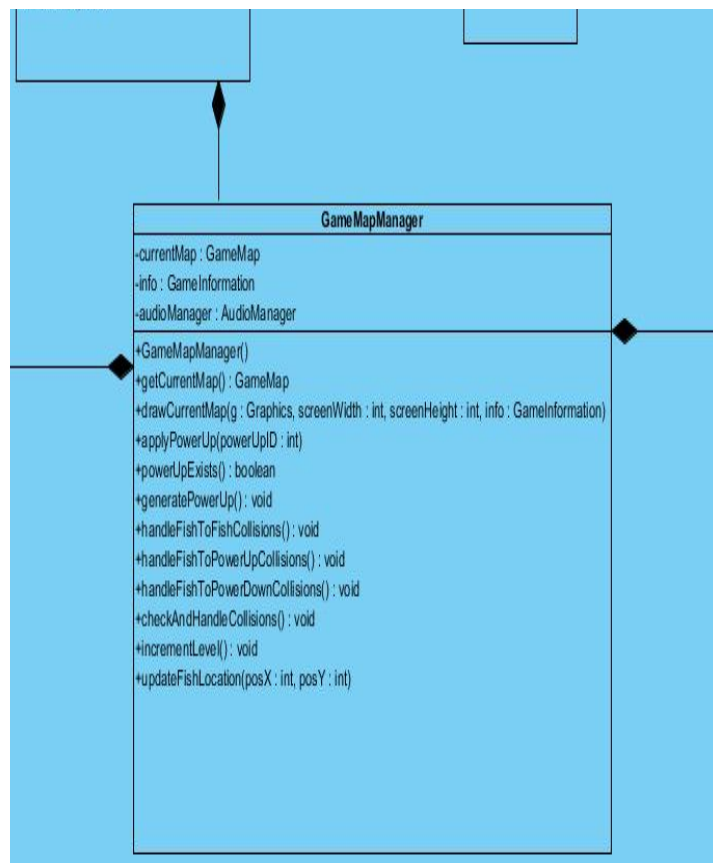 GameMapManager
-currentMap : GameMap
-info : GameInformation
-audioManager : AudioManager
+GameMapManager()
+getCurrentMap() : GameMap
+drawCurrentMap(g : Graphics, screenWidth : int, screenHeight : int, info : GameInformation)
+applyPowerUp(powerUpID : int)
+powerUpExists() : boolean
+generatePowerUp() : void
+handleFishToFishCollisions() : void
+handleFishToPowerUpCollisions() : void
+handleFishToPowerDownCollisions() : void
+checkAndHandleCollisions() : void
+incrementLevel() : void
+updateFishLocation(posX : int, posY : int)